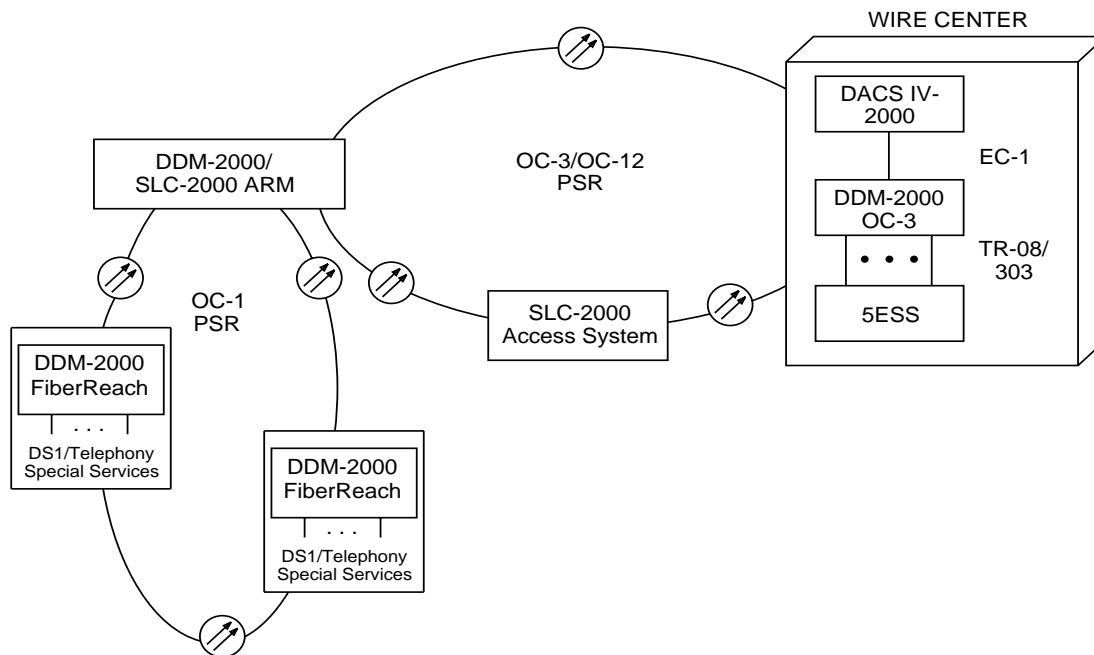 WIRE CENTER
DACS IV-
2000
EC-1
DDM-2000
OC-3
TR-08/
303
• • •
5ESS
DDM-2000/
SLC-2000 ARM
OC-3/OC-12
PSR
SLC-2000
Access System
OC-1
PSR
DDM-2000
FiberReach
. . .
DS1/Telephony
Special Services
DDM-2000
FiberReach
. . .
DS1/Telephony
Special Services